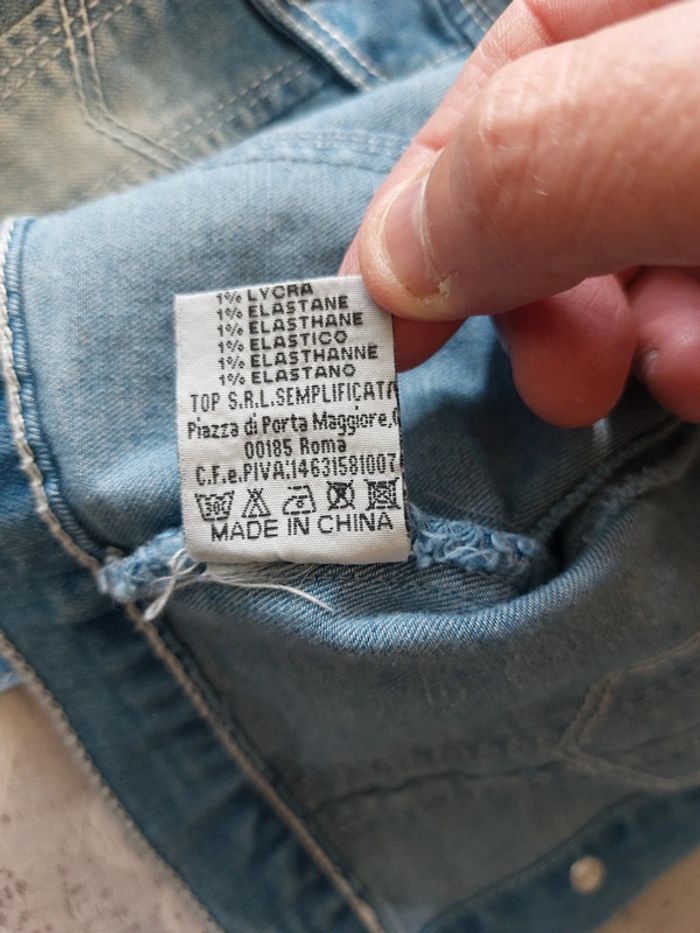 1% LYCRA
1% ELASTANE
1% ELASTHANE
1% ELASTICO
1% ELASTHANNE
1% ELASTANO
TOP S.R.L.SEMPLIFICATA
Piazza di Porta Maggiore,
00185 Roma
C.F.e.PIVA:14631581007
30
MADE IN CHINA